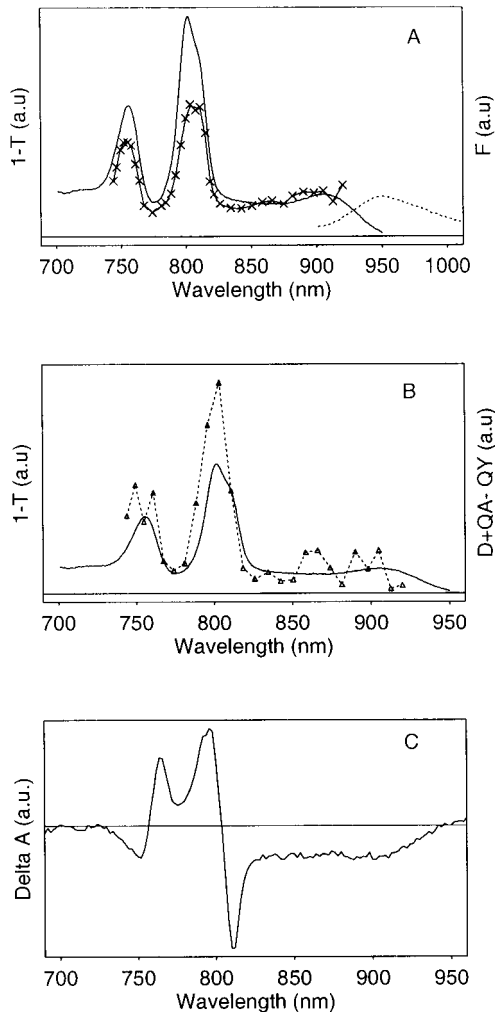 A
1-T (a.u)
F (a.u)
700 750 800 850 900 950 1000
Wavelength (nm)
B
1-T (a.u)
D+QA- QY (a.u)
700 750 800 850 900 950
Wavelength (nm)
C
Delta A (a.u.)
700 750 800 850 900 950
Wavelength (nm)